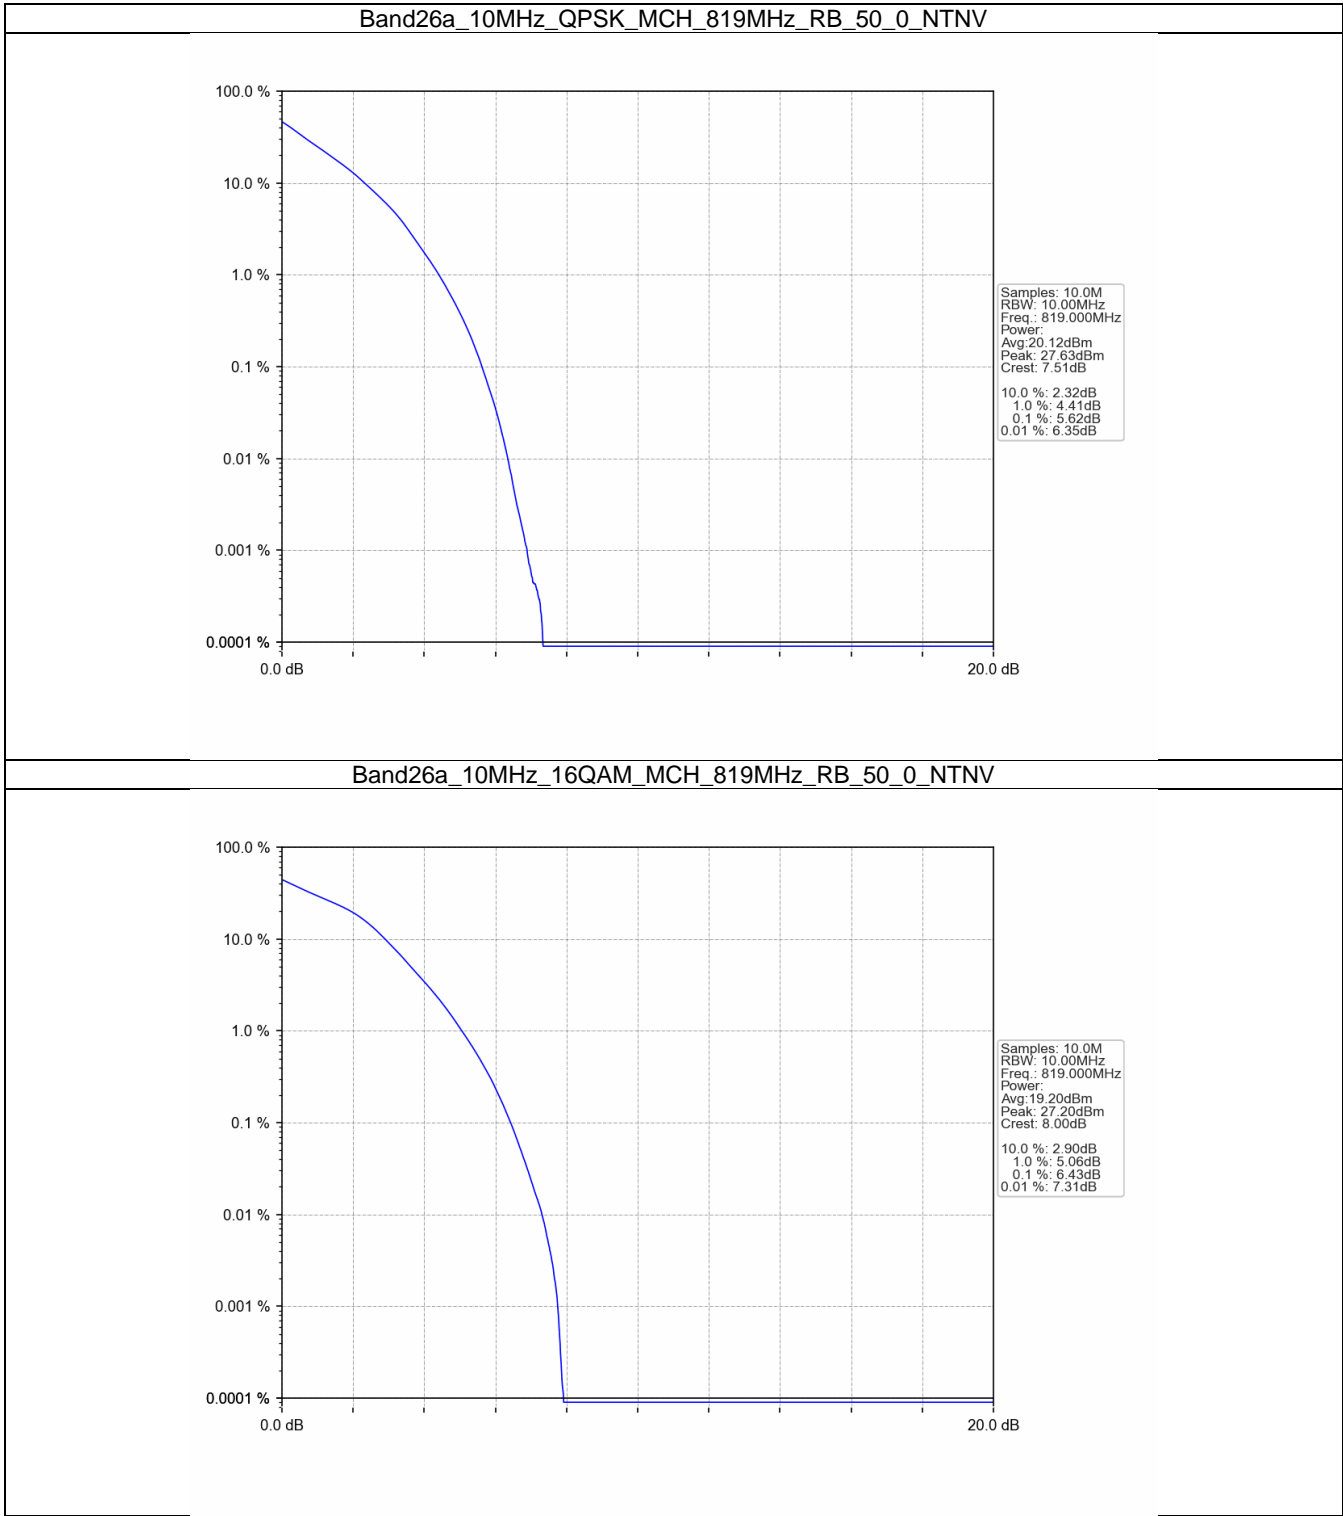 Band26a_10MHz_QPSK_MCH_819MHz_RB_50_0_NTNV
100.0 %
10.0 %
1.0 %
0.1 %
0.01 %
0.001 %
0.0001 %
0.0 dB
20.0 dB
Samples: 10.0M
RBW: 10.00MHz
Freq.: 819.000MHz
Power:
Avg:20.12dBm
Peak: 27.63dBm
Crest: 7.51dB
10.0 %: 2.32dB
1.0 %: 4.41dB
0.1 %: 5.62dB
0.01 %: 6.35dB
Band26a_10MHz_16QAM_MCH_819MHz_RB_50_0_NTNV
100.0 %
10.0 %
1.0 %
0.1 %
0.01 %
0.001 %
0.0001 %
0.0 dB
20.0 dB
Samples: 10.0M
RBW: 10.00MHz
Freq.: 819.000MHz
Power:
Avg:19.20dBm
Peak: 27.20dBm
Crest: 8.00dB
10.0 %: 2.90dB
1.0 %: 5.06dB
0.1 %: 6.43dB
0.01 %: 7.31dB